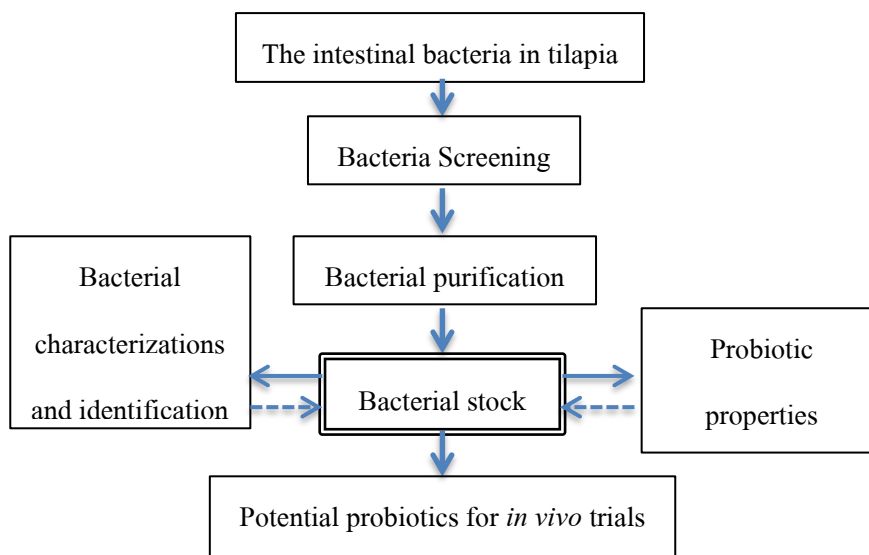 The intestinal bacteria in tilapia
Bacteria Screening
Bacterial purification
Bacterial
characterizations
and identification
Bacterial stock
Probiotic
properties
Potential probiotics for in vivo trials